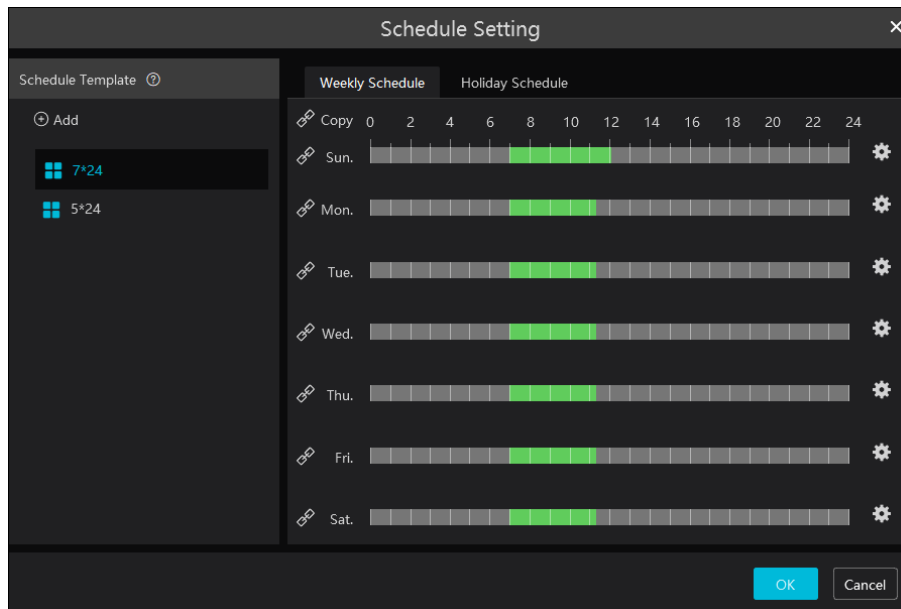 Schedule Setting
Schedule Template
Add
7*24
5*24
Weekly Schedule Holiday Schedule
Copy 0 2 4 6 8 10 12 14 16 18 20 22 24
Sun.
Mon.
Tue.
Wed.
Thu.
Fri.
Sat.
OK Cancel